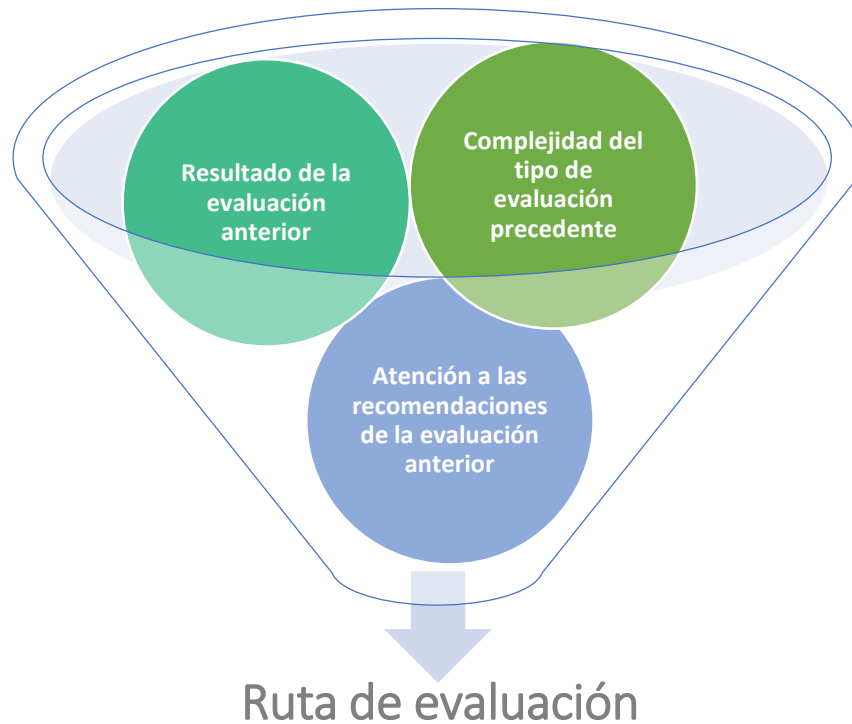 Resultado de la
evaluación
anterior
Complejidad del
tipo de
evaluación
precedente
Atención a las
recomendaciones
de la evaluación
anterior
Ruta de evaluación